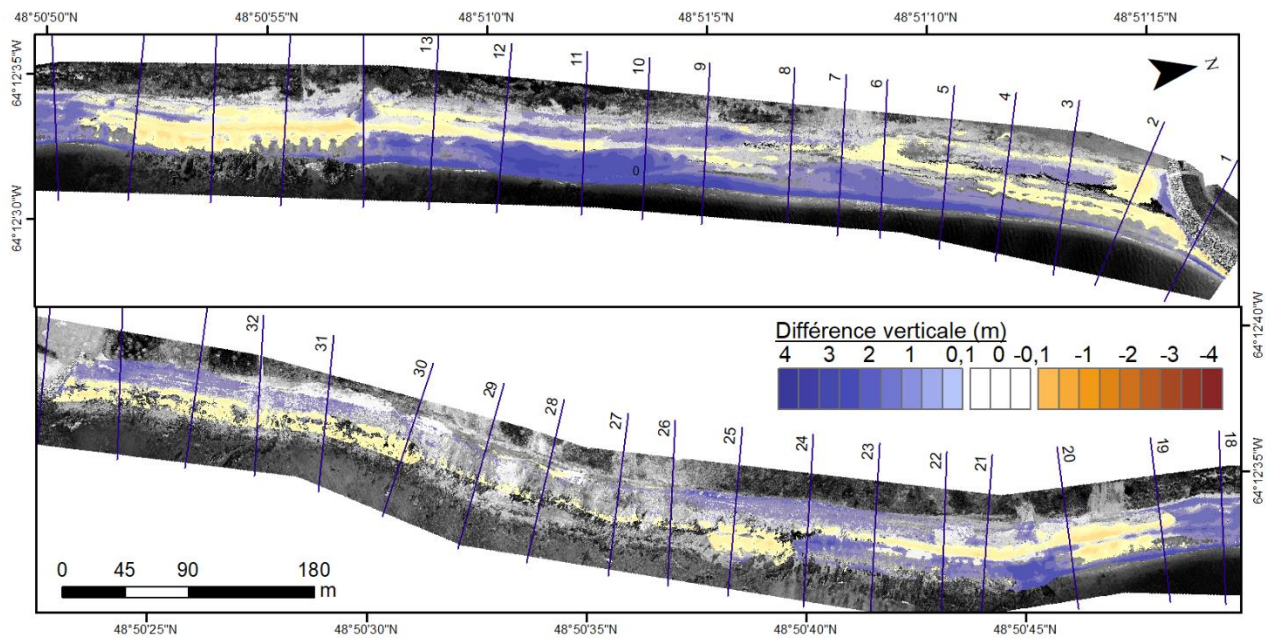 48°50'50"N 48°50'55"N 48°51'0"N 48°51'5"N 48°51'10"N 48°51'15"N
64°12'35"W
64°12'30"W
13 12 11 10 9 8 7 6 5 4 3 2 1
N
0
32 31 30 29 28 27 26 25 24 23 22 21 20 19 18
Différence verticale (m)
4 3 2 1 0,1 0 -0,1 -1 -2 -3 -4
64°12'40"W
64°12'35"W
0 45 90 180
m
48°50'25"N 48°50'30"N 48°50'35"N 48°50'40"N 48°50'45"N